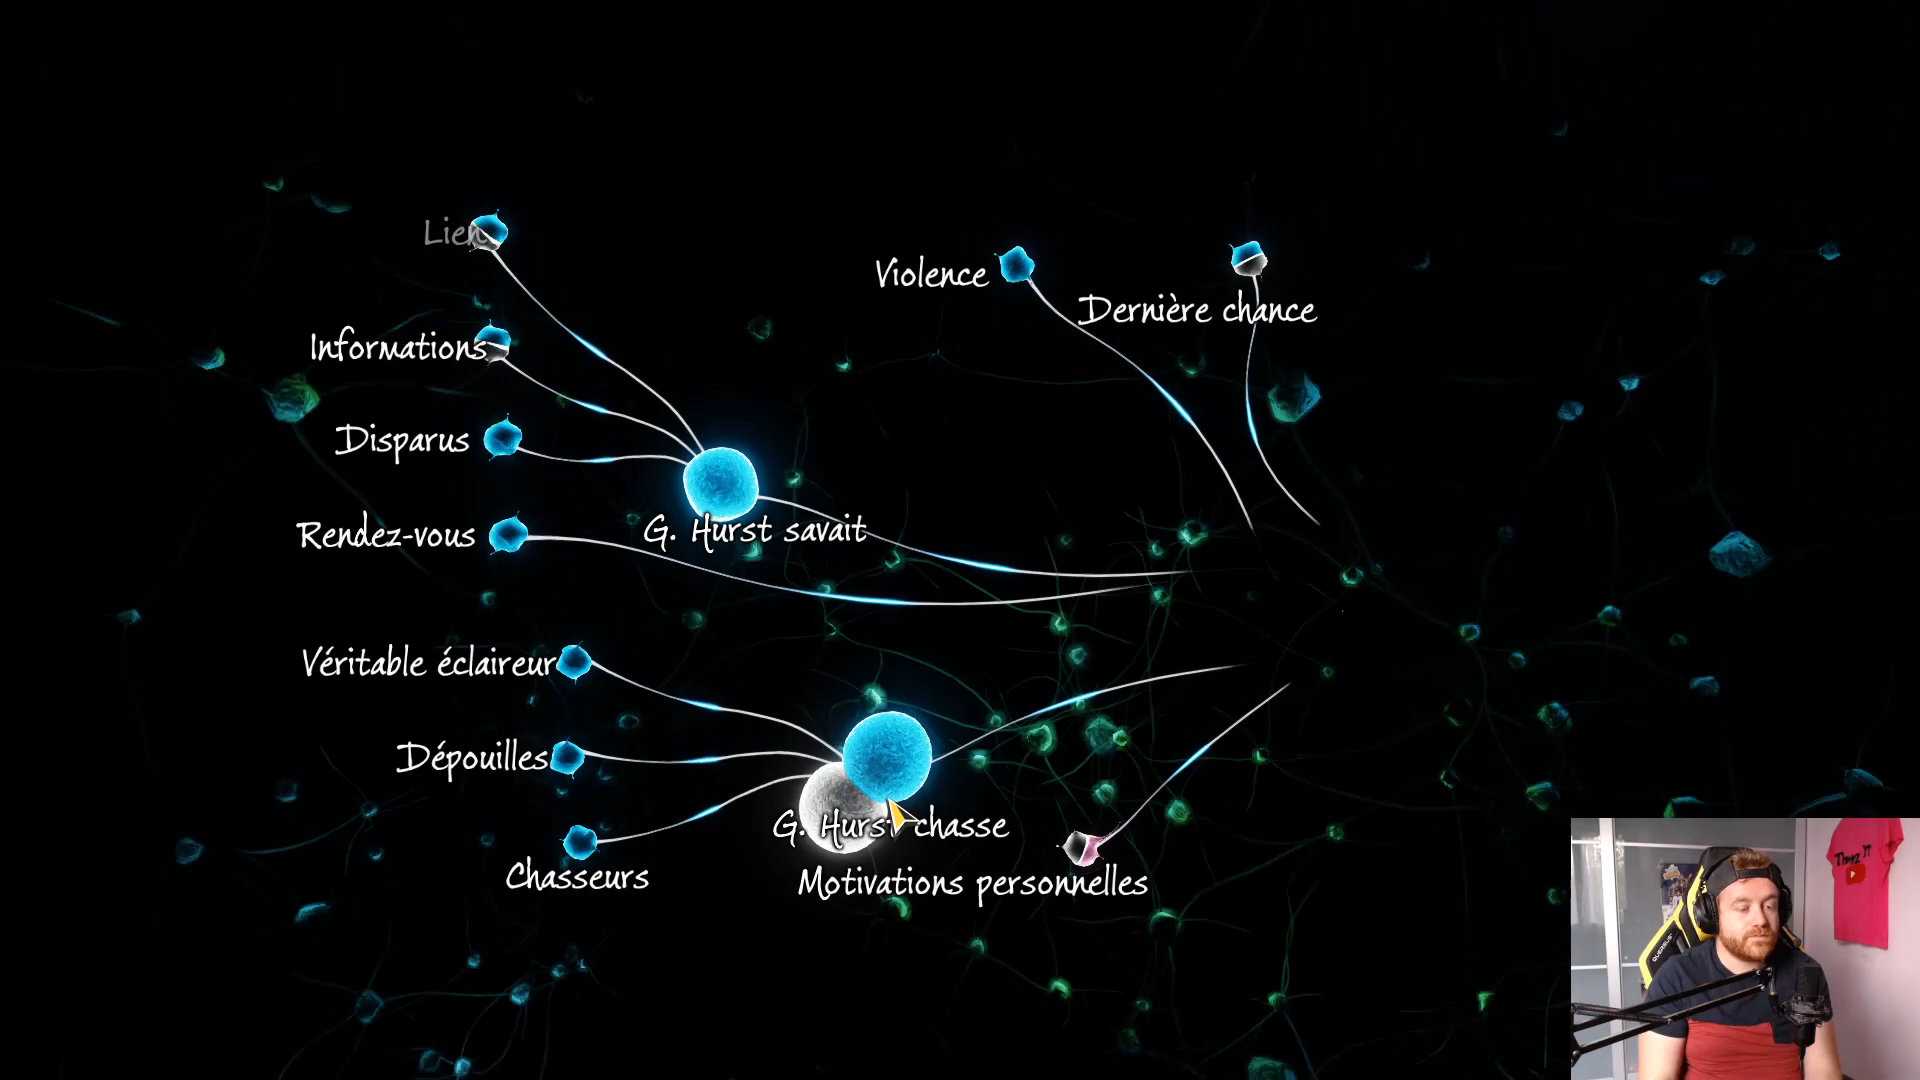 Lien
Violence
Dernière chance
Informations
Disparus
Rendez-vous
G. Hurst savait
Véritable éclaireur
Dépouilles
G. Hurst chasse
Chasseurs
Motivations personnelles